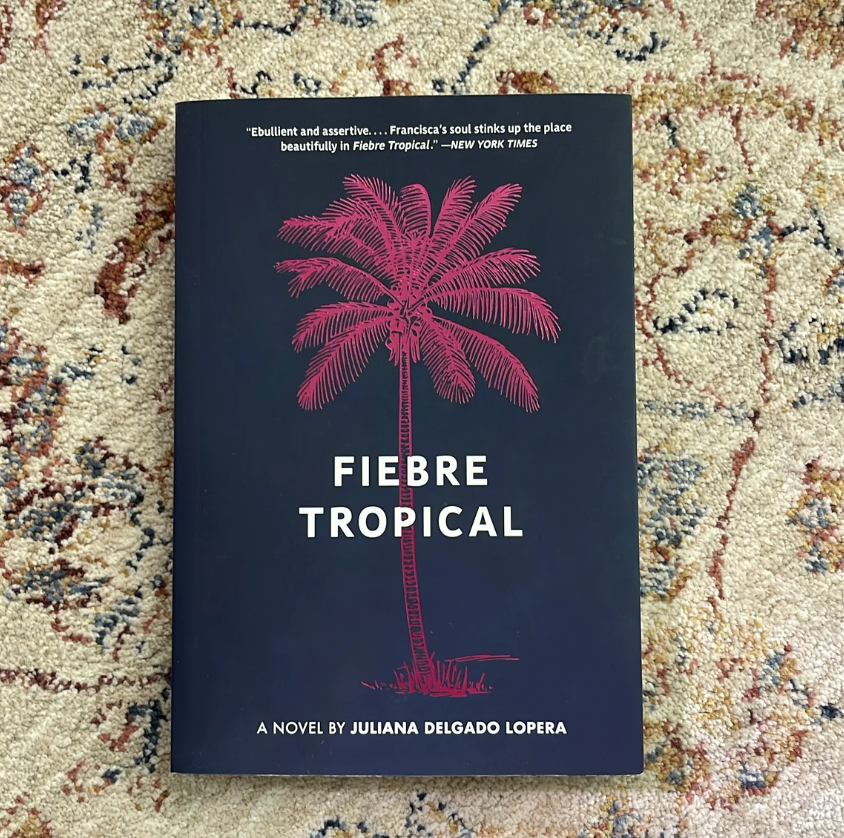 “Ebullient and assertive.... Francisca’s soul stinks up the place
beautifully in Fiebre Tropical.” —NEW YORK TIMES
FIEBRE
TROPICAL
A NOVEL BY JULIANA DELGADO LOPERA